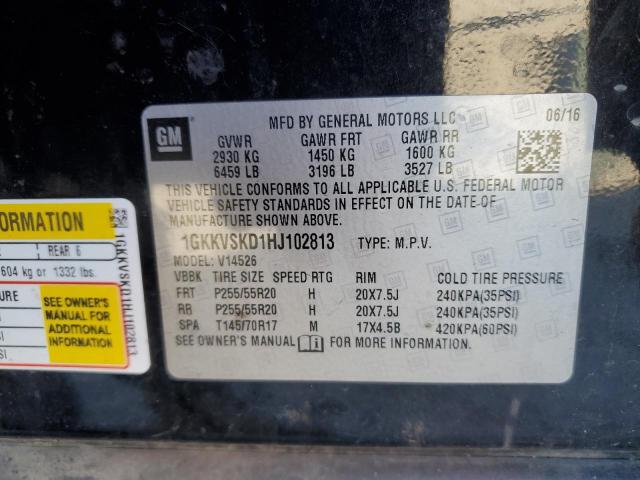 GM
MFD BY GENERAL MOTORS LLC
06/16
GVWR GAWR FRT GAWR RR
2930 KG 1450 KG 1600 KG
6459 LB 3196 LB 3527 LB
THIS VEHICLE CONFORMS TO ALL APPLICABLE U.S. FEDERAL MOTOR
VEHICLE SAFETY STANDARDS IN EFFECT ON THE DATE OF
MANUFACTURE SHOWN ABOVE.
1GKKVSKD1HJ102813 TYPE: M.P.V.
MODEL: V14526
VBBK TIRE SIZE SPEED RTG RIM COLD TIRE PRESSURE
FRT P255/55R20 H 20X7.5J 240KPA(35PSI)
RR P255/55R20 H 20X7.5J 240KPA(35PSI)
SPA T145/70R17 M 17X4.5B 420KPA(60PSI)
SEE OWNER'S MANUAL i FOR MORE INFORMATION.
FORMATION
REAR 6
604 kg or 1332 lbs.
SURE
SEE OWNER'S
MANUAL FOR
ADDITIONAL
INFORMATION
1GKKVSKD1HJ102813